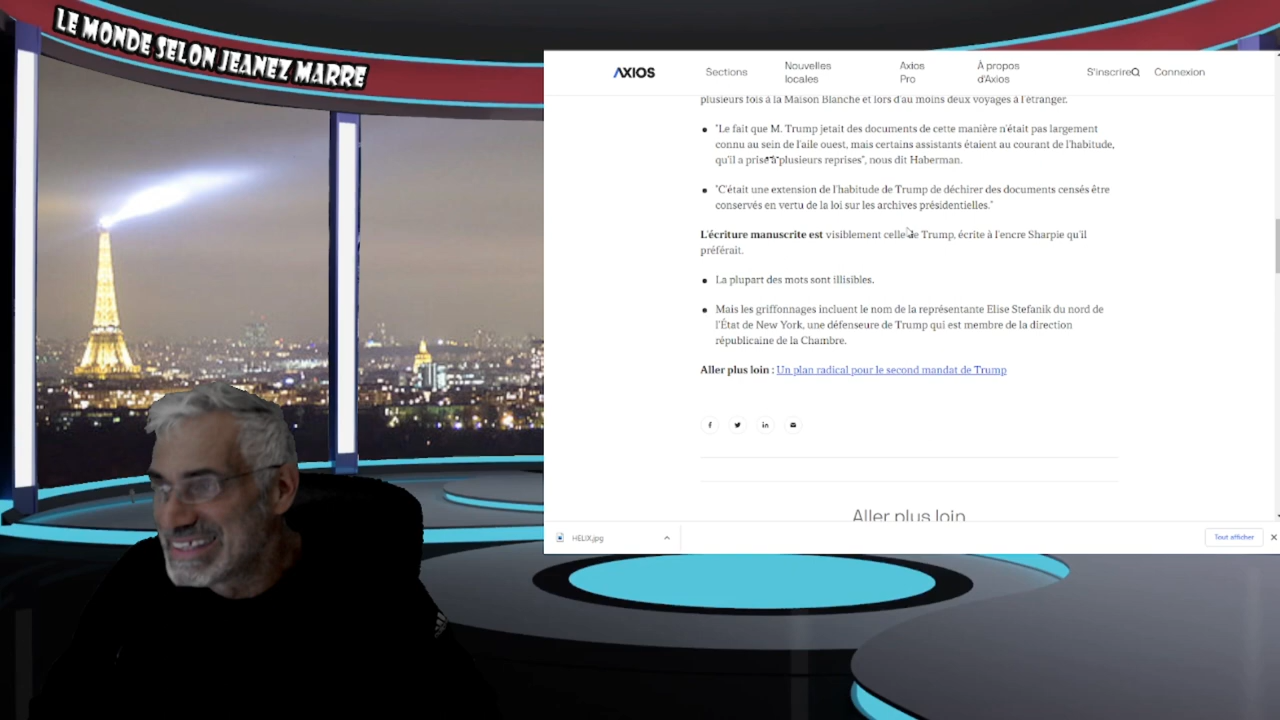 LE MONDE SELON JEANEZ MARRE
AXIOS
Sections
Nouvelles
locales
Axios
Pro
À propos
d'Axios
S'inscrire
Connexion
plusieurs fois à la Maison Blanche et lors d'au moins deux voyages à l'étranger.
"Le fait que M. Trump jetait des documents de cette manière n'était pas largement
connu au sein de l'aile ouest, mais certains assistants étaient au courant de l'habitude,
qu'il a prise à plusieurs reprises", nous dit Haberman.
"C'était une extension de l'habitude de Trump de déchirer des documents censés être
conservés en vertu de la loi sur les archives présidentielles."
L'écriture manuscrite est visiblement celle de Trump, écrite à l'encre Sharpie qu'il
préférait.
La plupart des mots sont illisibles.
Mais les griffonnages incluent le nom de la représentante Elise Stefanik du nord de
l'État de New York, une défenseure de Trump qui est membre de la direction
républicaine de la Chambre.
Aller plus loin : Un plan radical pour le second mandat de Trump
Aller plus loin
HELIX.jpg
Tout afficher